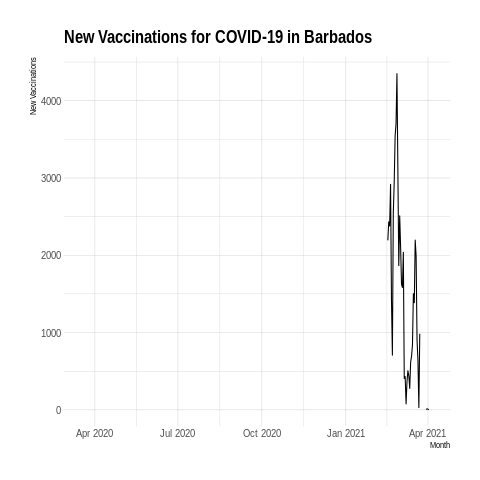 New Vaccinations for COVID-19 in Barbados
New Vaccinations
4000
3000
2000
1000
0
Apr 2020
Jul 2020
Oct 2020
Jan 2021
Apr 2021
Month